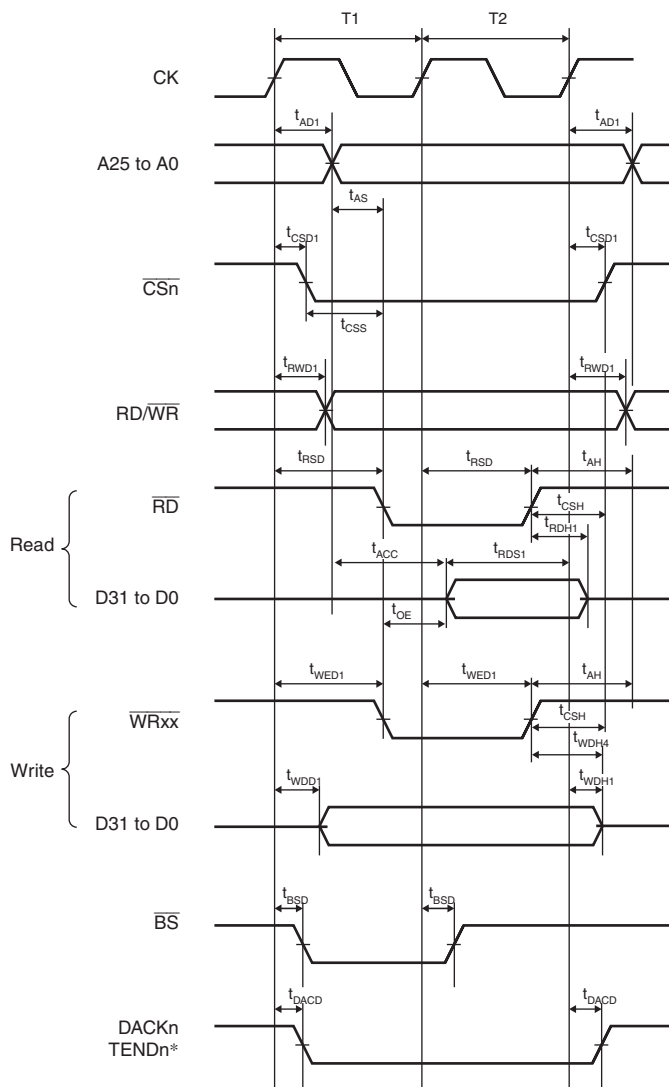 T1 T2
CK
tAD1 tAD1
A25 to A0
tAS
tCSD1 tCSD1
CSn
tCSS
tRWD1 tRWD1
RD/WR
tRSD tRSD tAH
RD
tCSH
tRDH1
Read
tACC tRDS1
D31 to D0
tOE
tWED1 tWED1 tAH
WRxx
tCSH
tWDH4
Write
tWDD1 tWDH1
D31 to D0
tBSD tBSD
BS
tDACD tDACD
DACKn
TENDn*